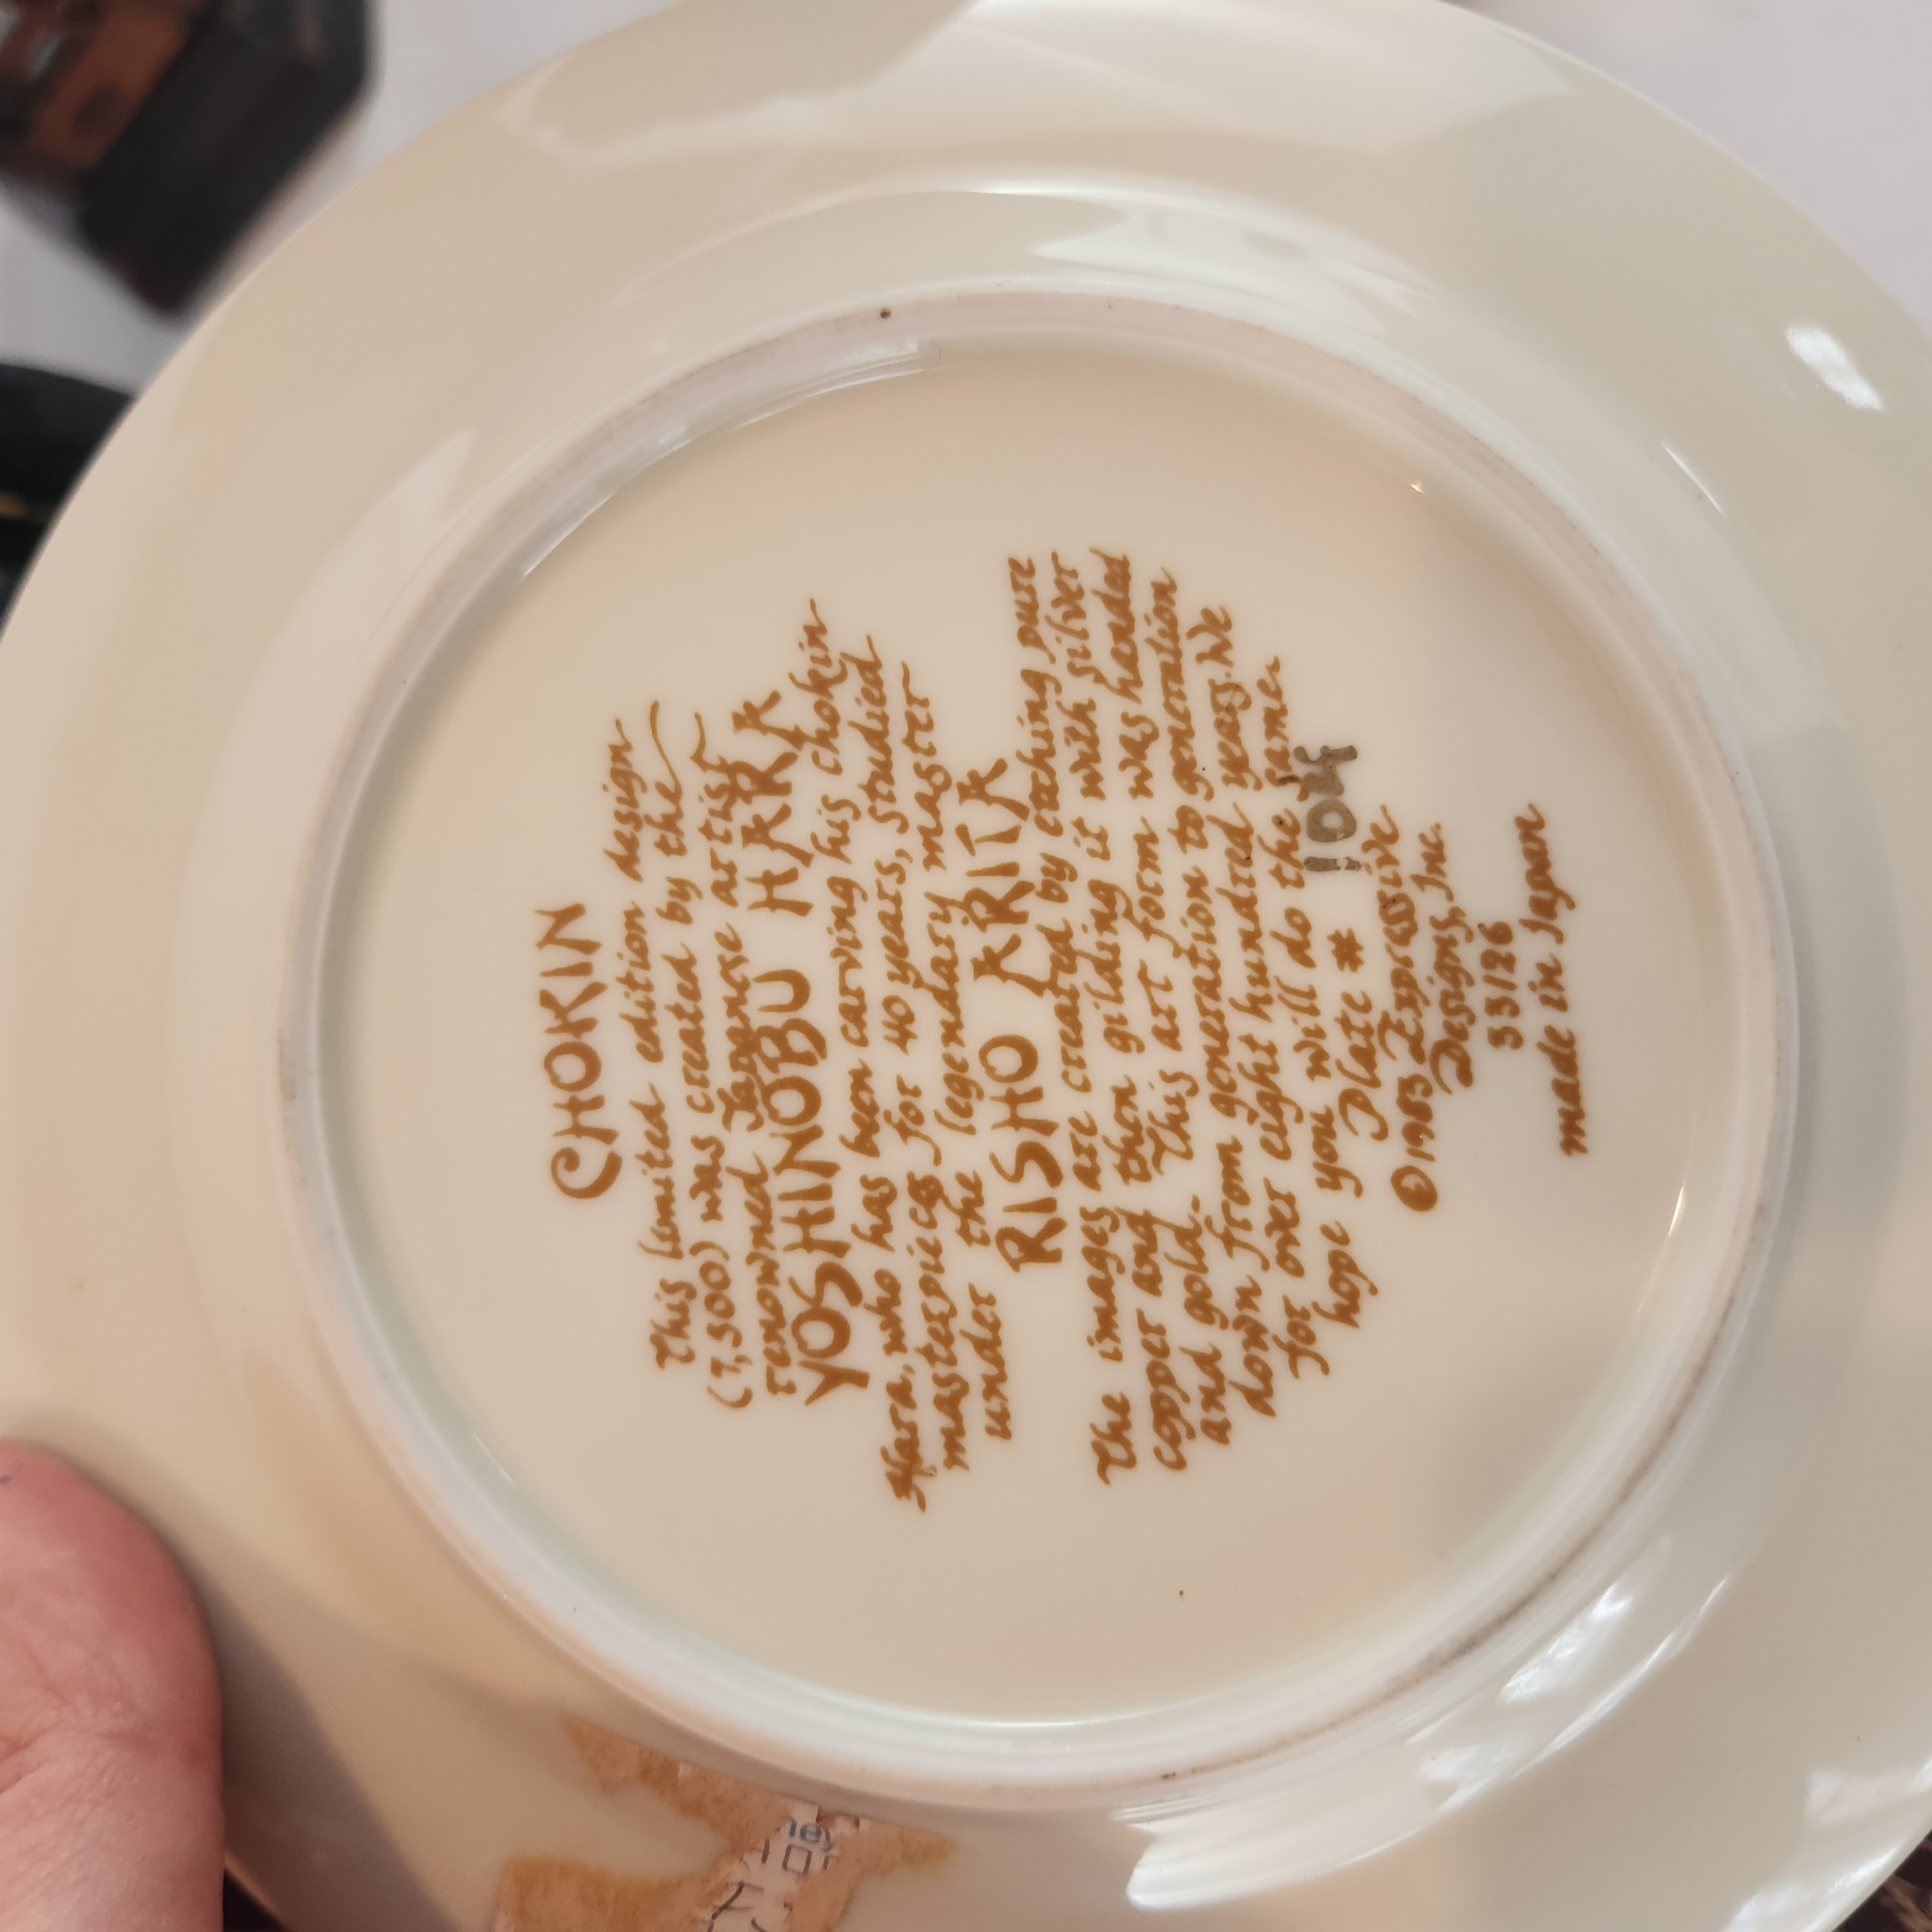 CHOKIN
This limited edition design
(7,500) was created by the
renowned Japanese artist
YOSHINOBU HARA
Hara, who has been carving his chokin
masterpieces for 40 years, studied
under the legendary master
RISHO ARITA
The images are created by etching pure
copper and then gilding it with silver
and gold. This art form was handed
down from generation to generation
for over eight hundred years. We
hope you will do the same.
Plate # 104
©1985 Expressive
Designs, Inc.
33126
made in Japan
ney